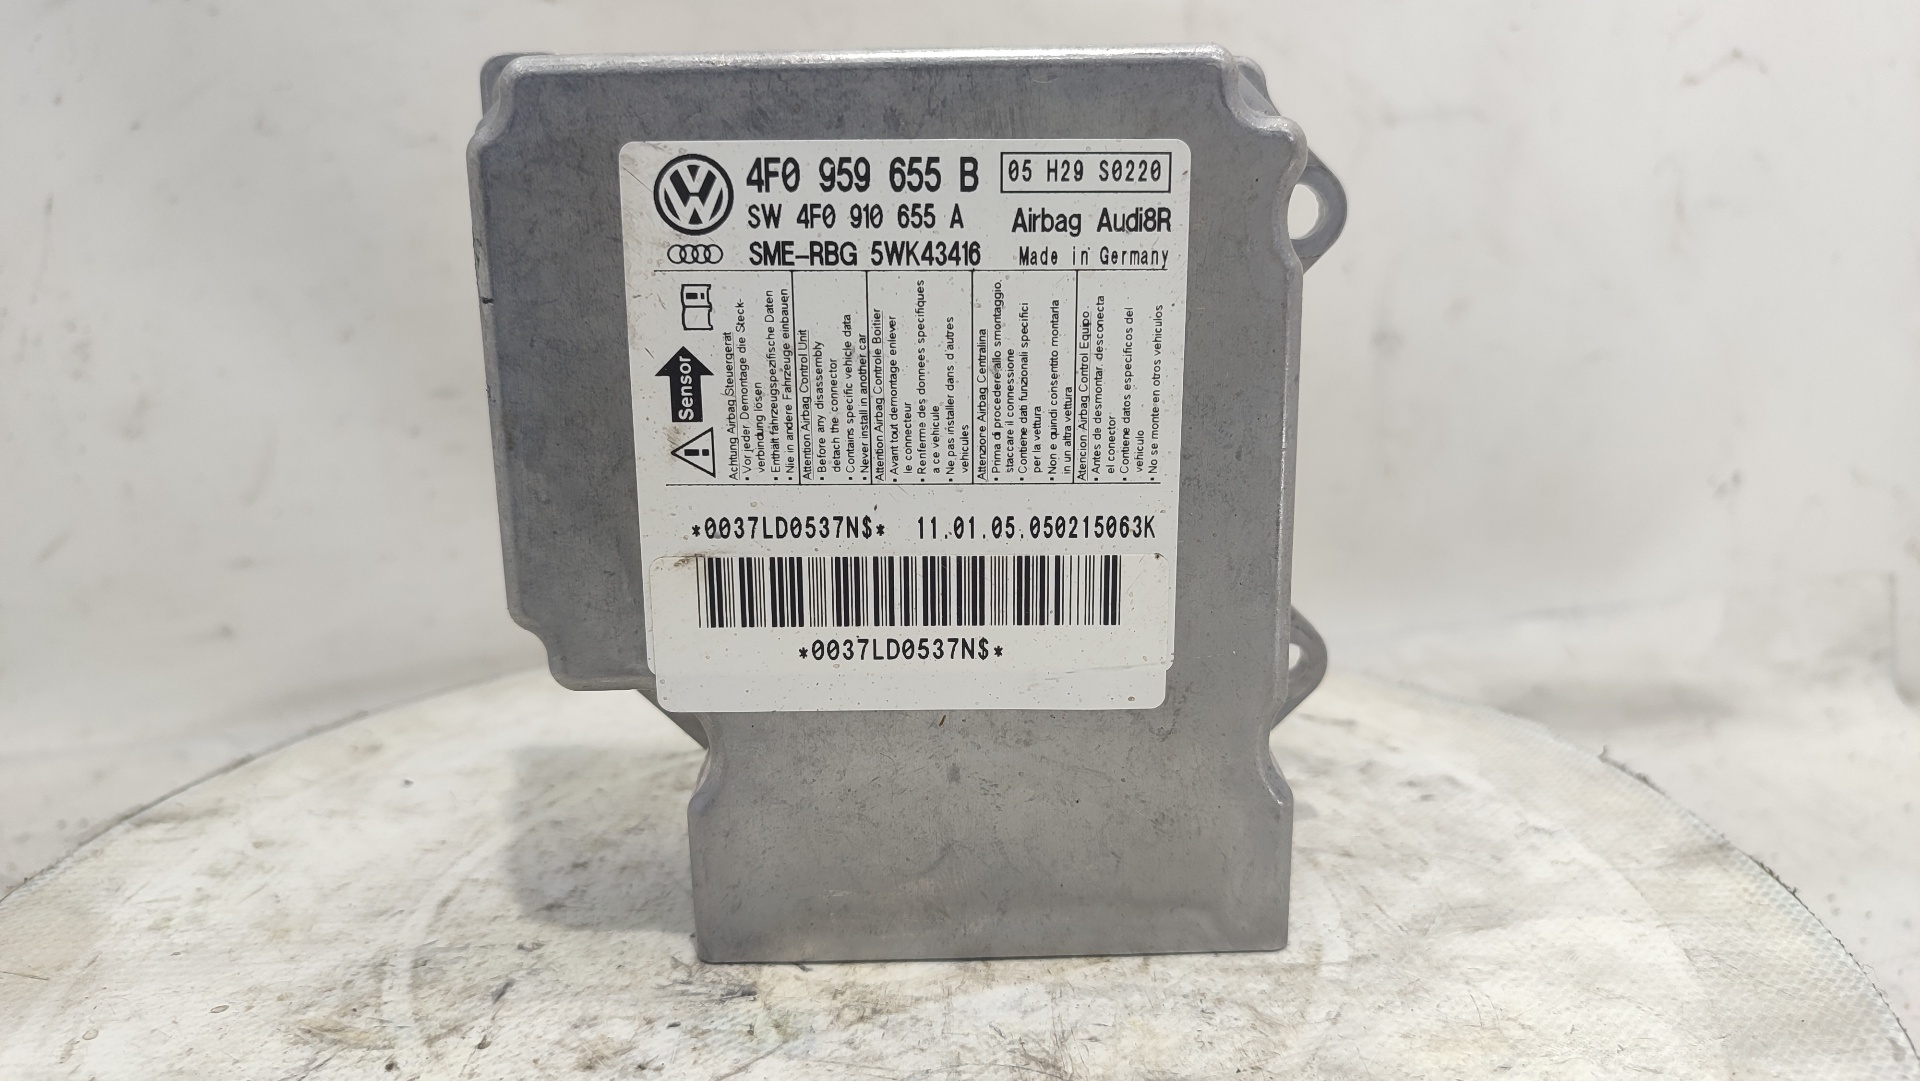 4F0 959 655 B
05 H29 S0220
SW 4F0 910 655 A
Airbag Audi8R
SME-RBG 5WK43416
Made in Germany
Sensor
Achtung Airbag Steuergerät
• Vor jeder Demontage die Steck-
verbindung lösen
• Enthält fahrzeugspezifische Daten
• Nie in andere Fahrzeuge einbauen
Attention Airbag Control Unit
• Before any disassembly
detach the connector
• Contains specific vehicle data
• Never install in another car
Attention Airbag Controle Boitier
• Avant tout demontage enlever
le connecteur
• Renferme des donnees specifiques
a ce vehicule
• Ne pas installer dans d'autres
vehicules
Attenzione Airbag Centralina
• Prima di procedere allo smontaggio.
staccare il connessione
• Contiene dati funzionali specifici
per la vettura
• Non e quindi consentito montarla
in un altra vettura
Atencion Airbag Control Equipo.
• Antes de desmontar. desconecta
el conector
• Contiene datos especificos del
vehiculo
• No se monte en otros vehiculos
*0037LD0537N$* 11.01.05.050215063K
*0037LD0537N$*